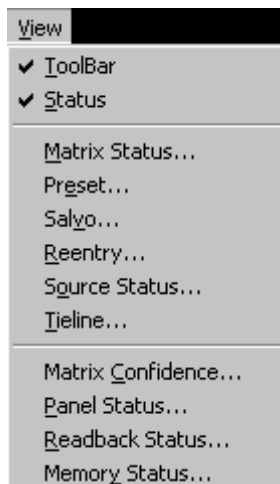 View
ToolBar
Status
Matrix Status...
Preset...
Salvo...
Reentry...
Source Status...
Tieline...
Matrix Confidence...
Panel Status...
Readback Status...
Memory Status...